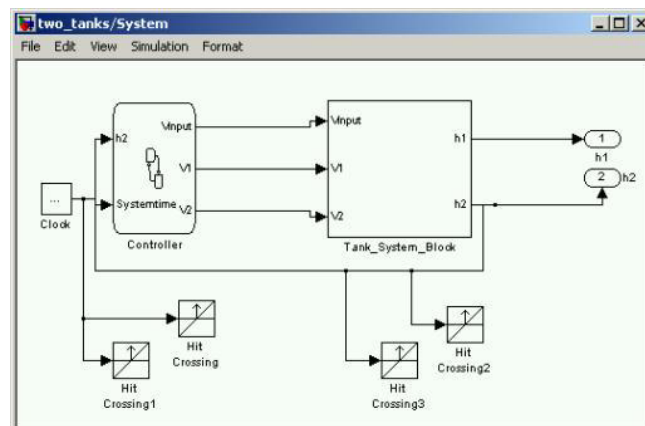 two_tanks/System
File Edit View Simulation Format
h2
Systemtime
VInput
V1
V2
Controller
...
Clock
VInput
V1
V2
h1
h2
Tank_System_Block
1
h1
2
h2
Hit
Crossing
Hit
Crossing1
Hit
Crossing2
Hit
Crossing3